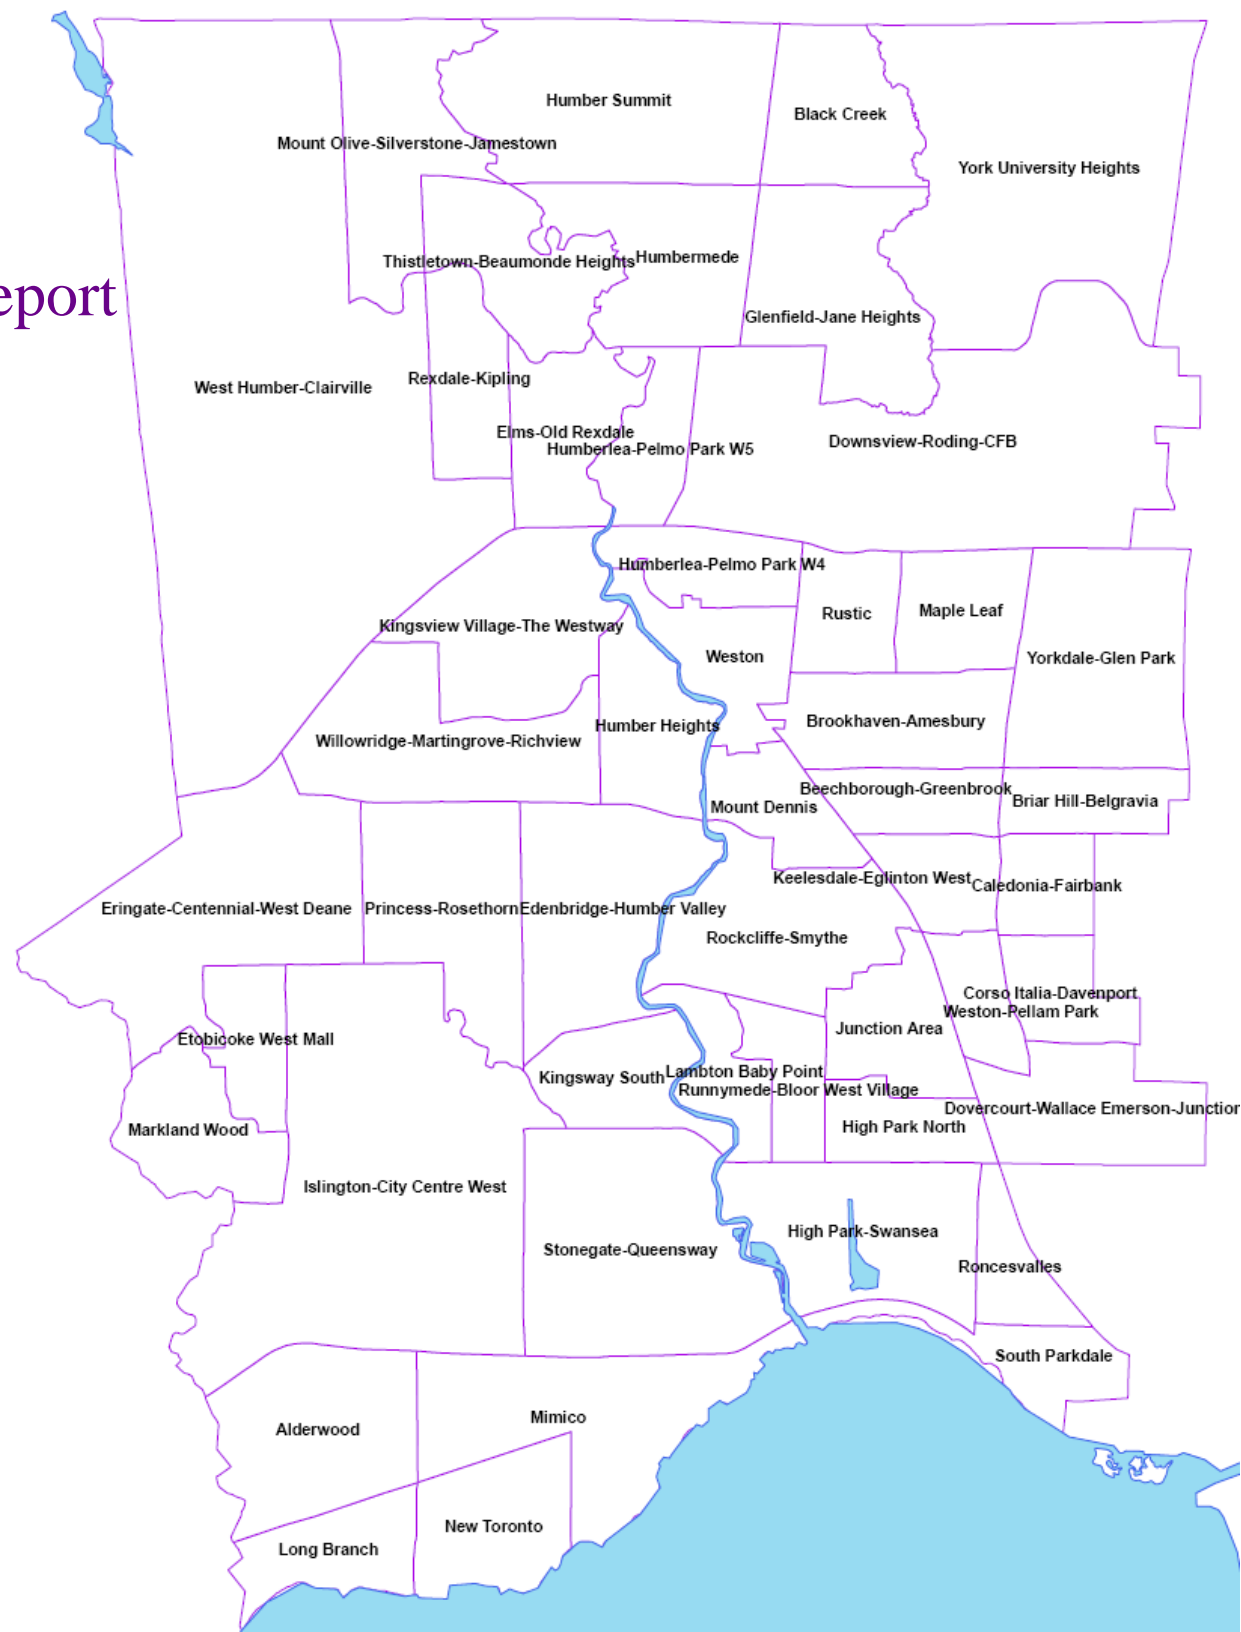 Humber Summit
Black Creek
Mount Olive-Silverstone-Jamestown
York University Heights
Thistletown-Beaumonde Heights
Humbermede
eport
Glenfield-Jane Heights
West Humber-Clairville
Rexdale-Kipling
Elms-Old Rexdale
Humberlea-Pelmo Park W5
Downsview-Roding-CFB
Humberlea-Pelmo Park W4
Rustic
Maple Leaf
Kingsview Village-The Westway
Weston
Yorkdale-Glen Park
Humber Heights
Brookhaven-Amesbury
Willowridge-Martingrove-Richview
Beechborough-Greenbrook
Briar Hill-Belgravia
Mount Dennis
Keelesdale-Eglinton West
Caledonia-Fairbank
Eringate-Centennial-West Deane
Princess-Rosethorn
Edenbridge-Humber Valley
Rockcliffe-Smythe
Corso Italia-Davenport
Weston-Pellam Park
Junction Area
Etobicoke West Mall
Kingsway South
Lambton Baby Point
Runnymede-Bloor West Village
Dovercourt-Wallace Emerson-Junction
Markland Wood
High Park North
Islington-City Centre West
High Park-Swansea
Stonegate-Queensway
Roncesvalles
South Parkdale
Mimico
Alderwood
New Toronto
Long Branch